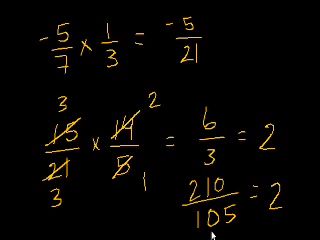 -5/7 × 1/3 = -5/21
3 2
15/21 × 14/5 = 6/3 = 2
3 1
210/105 = 2